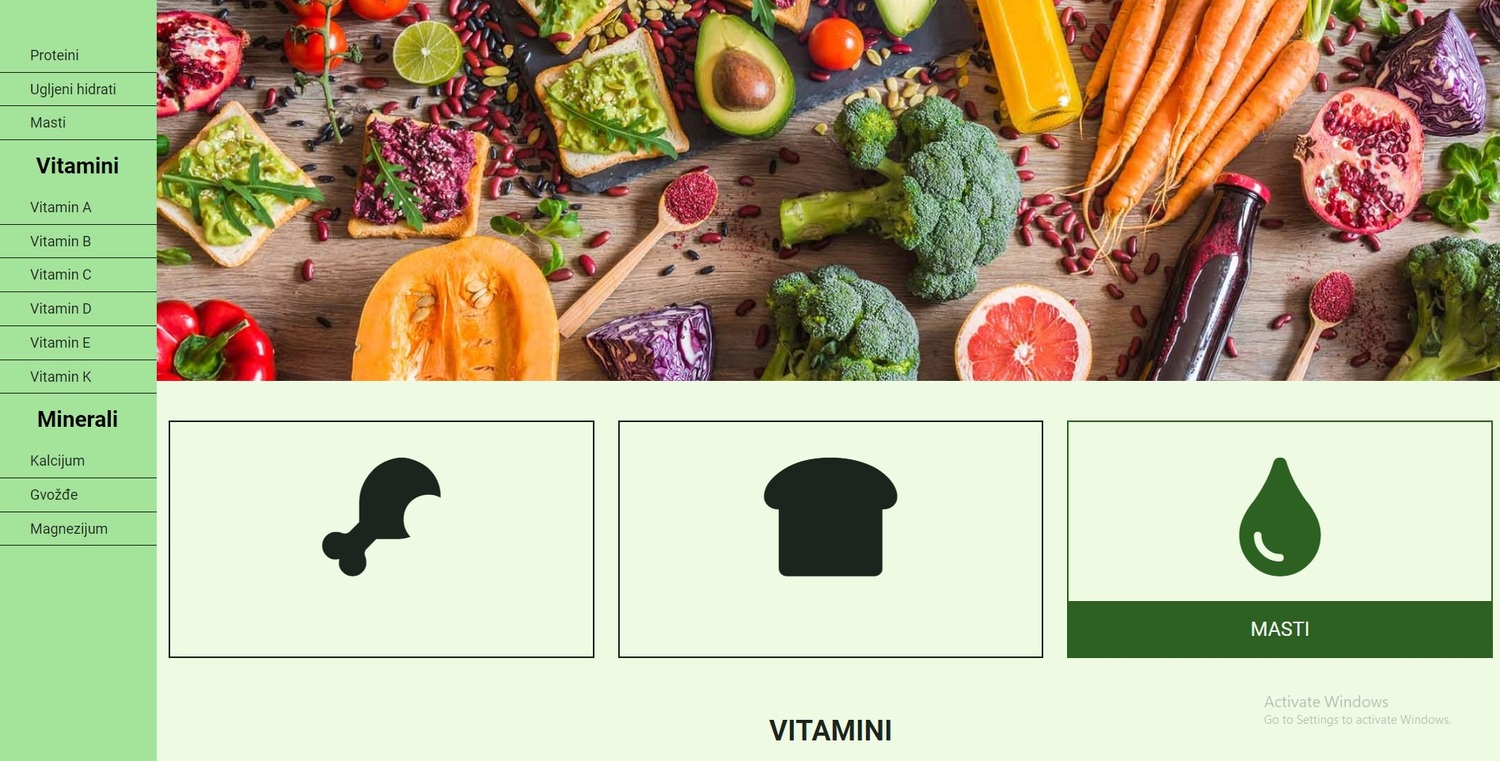 Proteini
Ugljeni hidrati
Masti
Vitamini
Vitamin A
Vitamin B
Vitamin C
Vitamin D
Vitamin E
Vitamin K
Minerali
Kalcijum
Gvožđe
Magnezijum
MASTI
VITAMINI
Activate Windows
Go to Settings to activate Windows.